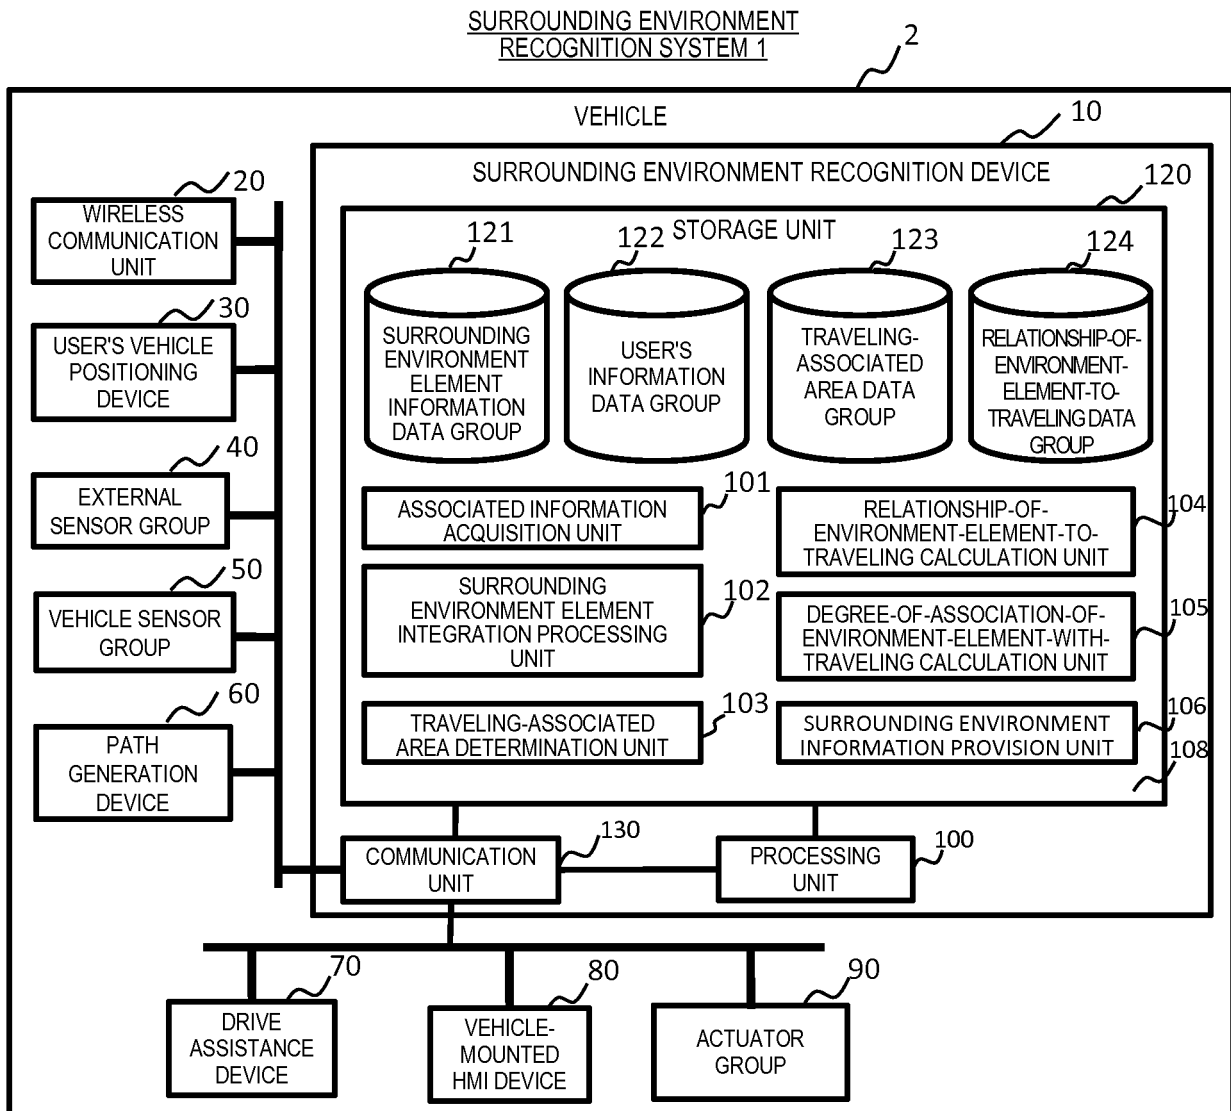 SURROUNDING ENVIRONMENT
RECOGNITION SYSTEM 1
2
VEHICLE
10
SURROUNDING ENVIRONMENT RECOGNITION DEVICE
20
WIRELESS
COMMUNICATION
UNIT
30
USER'S VEHICLE
POSITIONING
DEVICE
40
EXTERNAL
SENSOR GROUP
50
VEHICLE SENSOR
GROUP
60
PATH
GENERATION
DEVICE
120
STORAGE UNIT
121
SURROUNDING
ENVIRONMENT
ELEMENT
INFORMATION
DATA GROUP
122
USER'S
INFORMATION
DATA GROUP
123
TRAVELING-
ASSOCIATED
AREA DATA
GROUP
124
RELATIONSHIP-OF-
ENVIRONMENT-
ELEMENT-TO-
TRAVELING DATA
GROUP
101
ASSOCIATED INFORMATION
ACQUISITION UNIT
102
SURROUNDING
ENVIRONMENT ELEMENT
INTEGRATION PROCESSING
UNIT
103
TRAVELING-ASSOCIATED
AREA DETERMINATION UNIT
104
RELATIONSHIP-OF-
ENVIRONMENT-ELEMENT-TO-
TRAVELING CALCULATION UNIT
105
DEGREE-OF-ASSOCIATION-OF-
ENVIRONMENT-ELEMENT-WITH-
TRAVELING CALCULATION UNIT
106
SURROUNDING ENVIRONMENT
INFORMATION PROVISION UNIT
108
130
COMMUNICATION
UNIT
100
PROCESSING
UNIT
70
DRIVE
ASSISTANCE
DEVICE
80
VEHICLE-
MOUNTED
HMI DEVICE
90
ACTUATOR
GROUP